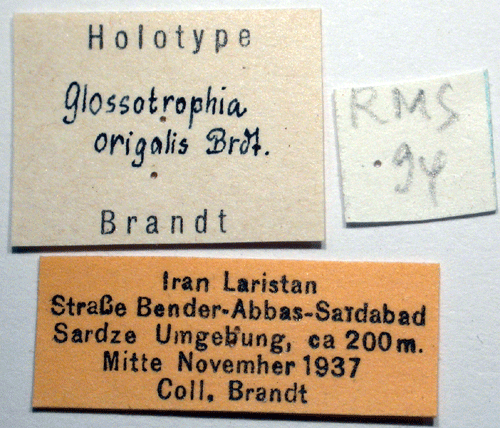 Holotype
Glossotrophia
origalis Brdt.
Brandt
RMS
94
Iran Laristan
Straße Bender-Abbas-Saidabad
Sardze Umgebung, ca 200 m.
Mitte November 1937
Coll. Brandt